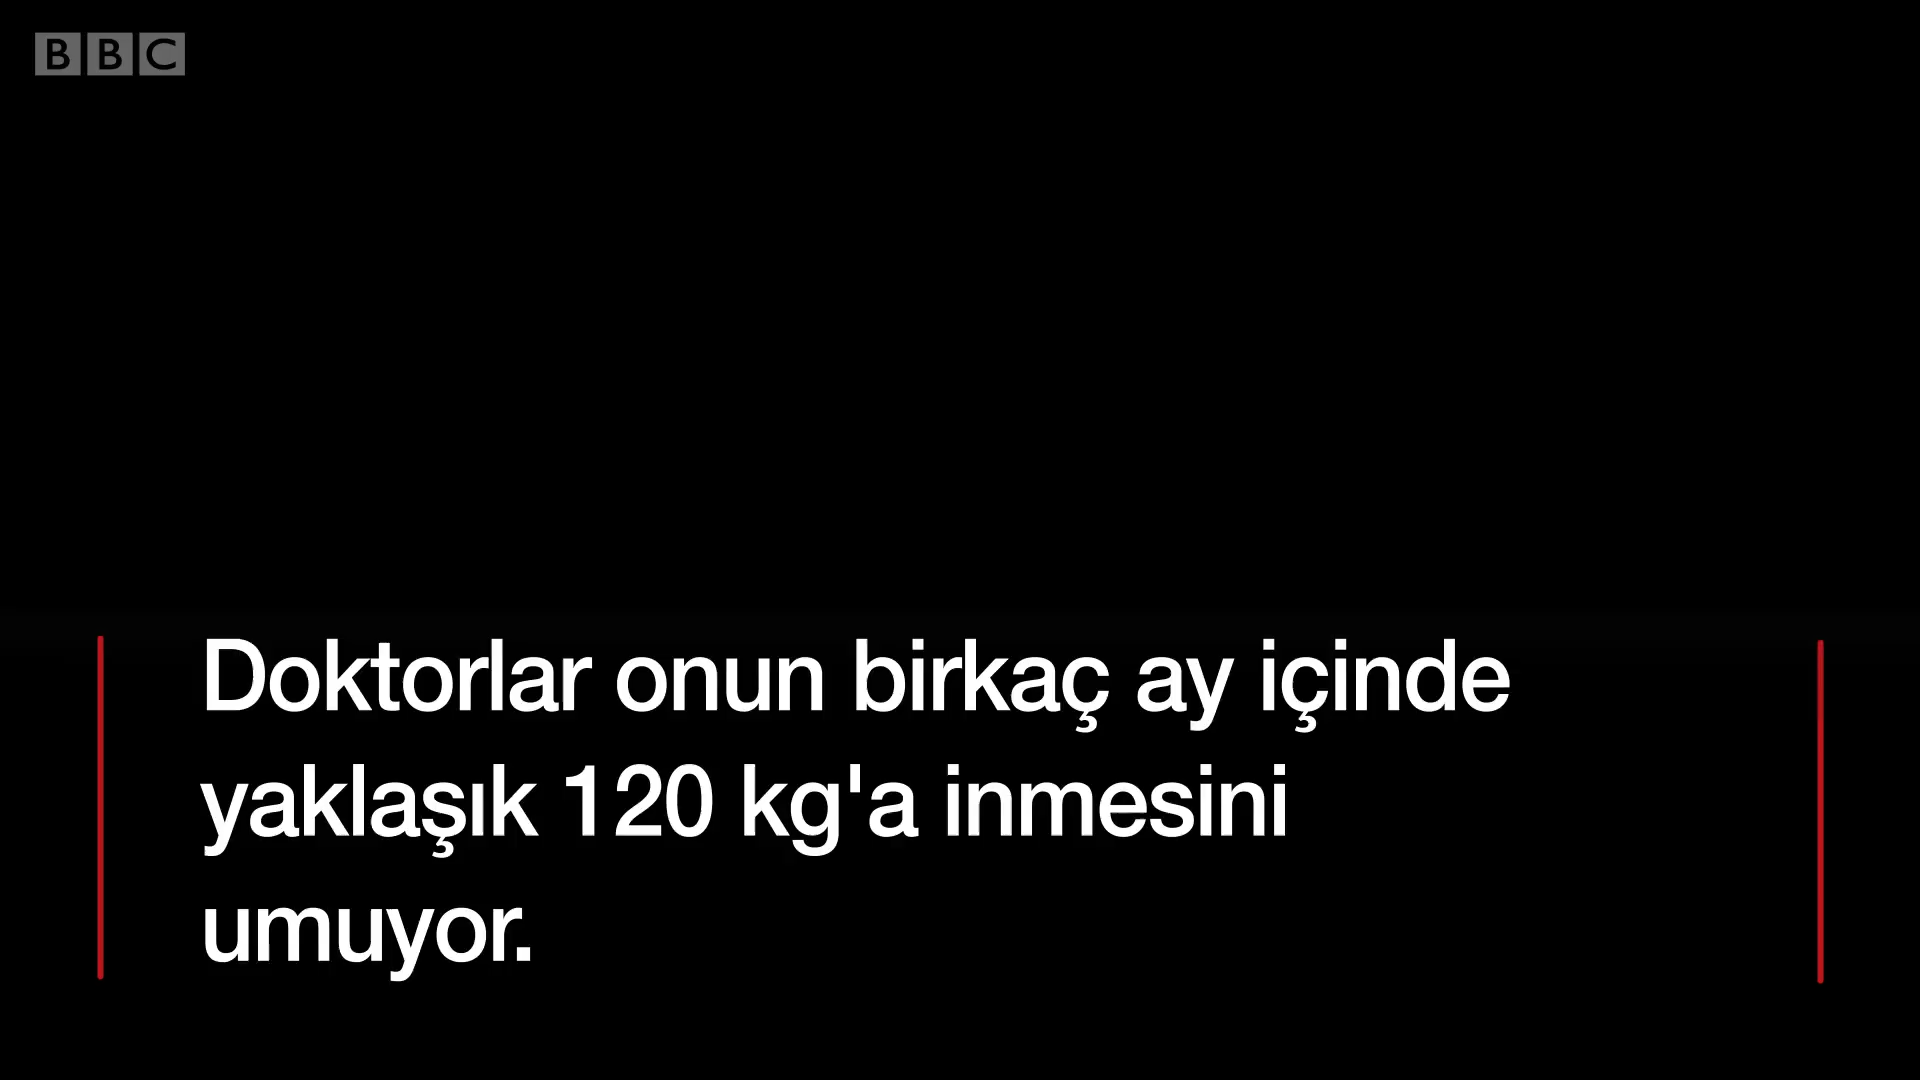 BBC
Doktorlar onun birkaç ay içinde
yaklaşık 120 kg'a inmesini
umuyor.